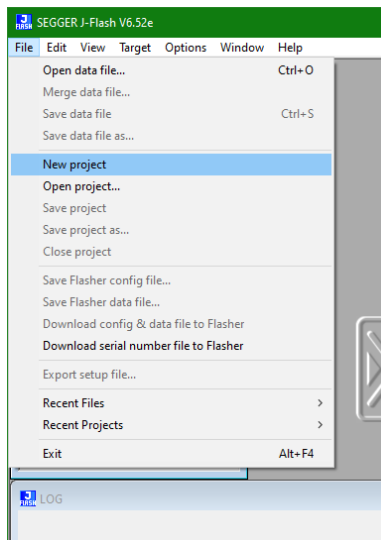 J FLASH SEGGER J-Flash V6.52e
File Edit View Target Options Window Help
Open data file... Ctrl+O
Merge data file...
Save data file Ctrl+S
Save data file as...
New project
Open project...
Save project
Save project as...
Close project
Save Flasher config file...
Save Flasher data file...
Download config & data file to Flasher
Download serial number file to Flasher
Export setup file...
Recent Files >
Recent Projects >
Exit Alt+F4
J FLASH LOG